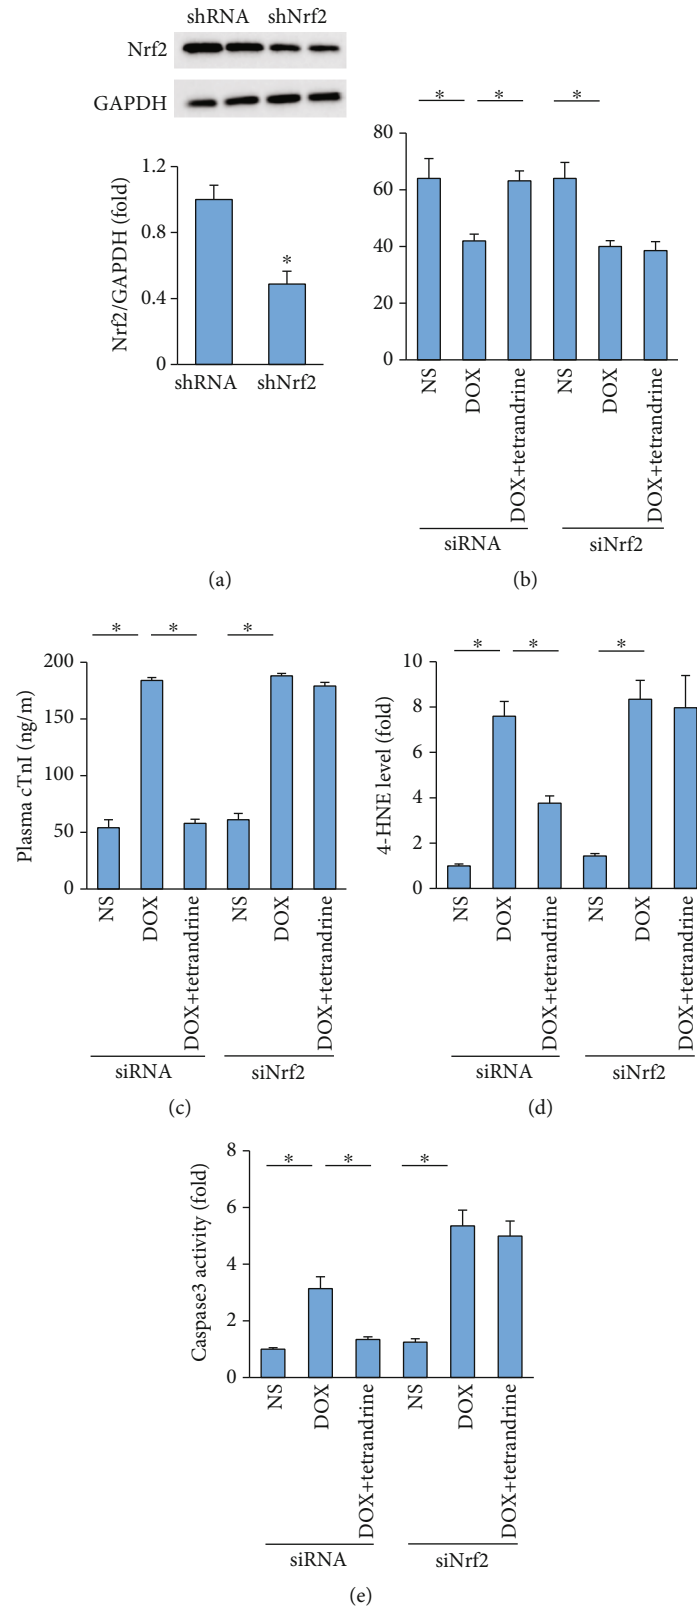 shRNA shNrf2
Nrf2
GAPDH
Nrf2/GAPDH (fold)
1.2
0.8
0.4
0
*
shRNA shNrf2
(a)
80
60
40
20
0
* * *
NS
DOX
DOX+tetrandrine
NS
DOX
DOX+tetrandrine
siRNA siNrf2
(b)
Plasma cTnI (ng/m)
200
150
100
50
0
* * *
NS
DOX
DOX+tetrandrine
NS
DOX
DOX+tetrandrine
siRNA siNrf2
(c)
4-HNE level (fold)
10
8
6
4
2
0
* * *
NS
DOX
DOX+tetrandrine
NS
DOX
DOX+tetrandrine
siRNA siNrf2
(d)
Caspase3 activity (fold)
8
6
4
2
0
* * *
NS
DOX
DOX+tetrandrine
NS
DOX
DOX+tetrandrine
siRNA siNrf2
(e)